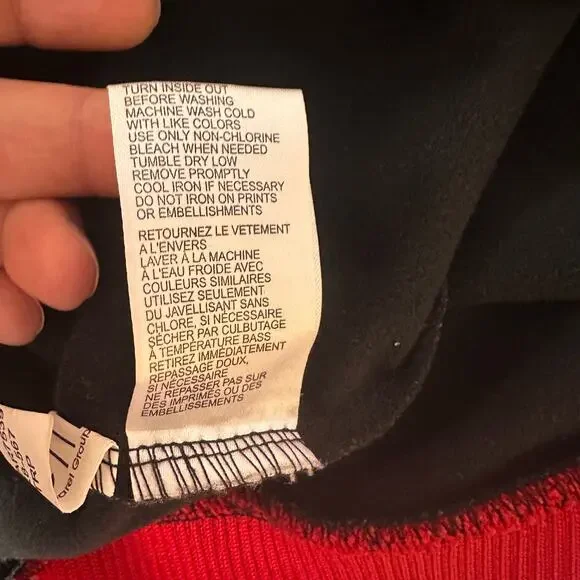 TURN INSIDE OUT
BEFORE WASHING
MACHINE WASH COLD
WITH LIKE COLORS
USE ONLY NON-CHLORINE
BLEACH WHEN NEEDED
TUMBLE DRY LOW
REMOVE PROMPTLY
COOL IRON IF NECESSARY
DO NOT IRON ON PRINTS
OR EMBELLISHMENTS
RETOURNEZ LE VETEMENT
A L'ENVERS
LAVER À LA MACHINE
À L'EAU FROIDE AVEC
COULEURS SIMILAIRES
UTILISEZ SEULEMENT
DU JAVELLISANT SANS
CHLORE, SI NÉCESSAIRE
SÉCHER PAR CULBUTAGE
À TEMPÉRATURE BASS
RETIREZ IMMÉDIATEMENT
REPASSAGE DOUX,
SI NÉCESSAIRE
NE REPASSER PAS SUR
DES IMPRIMES OU DES
EMBELLISSEMENTS